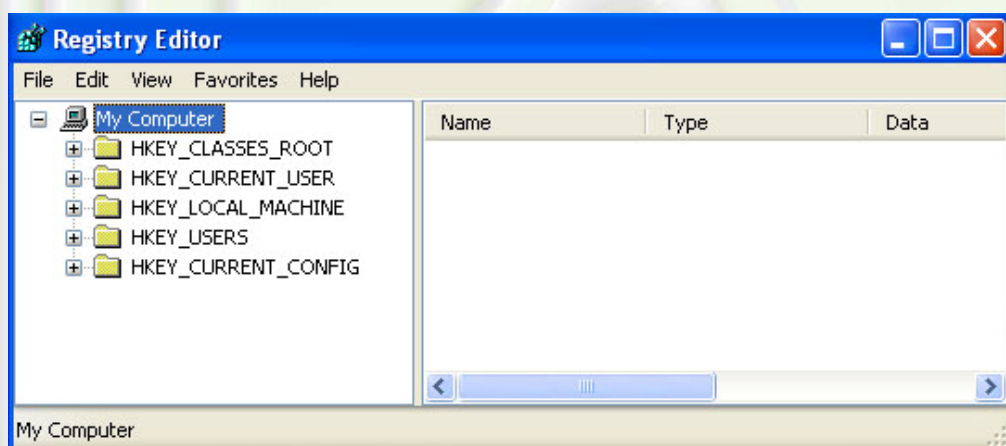 Registry Editor
File Edit View Favorites Help
My Computer
HKEY_CLASSES_ROOT
HKEY_CURRENT_USER
HKEY_LOCAL_MACHINE
HKEY_USERS
HKEY_CURRENT_CONFIG
Name Type Data
My Computer